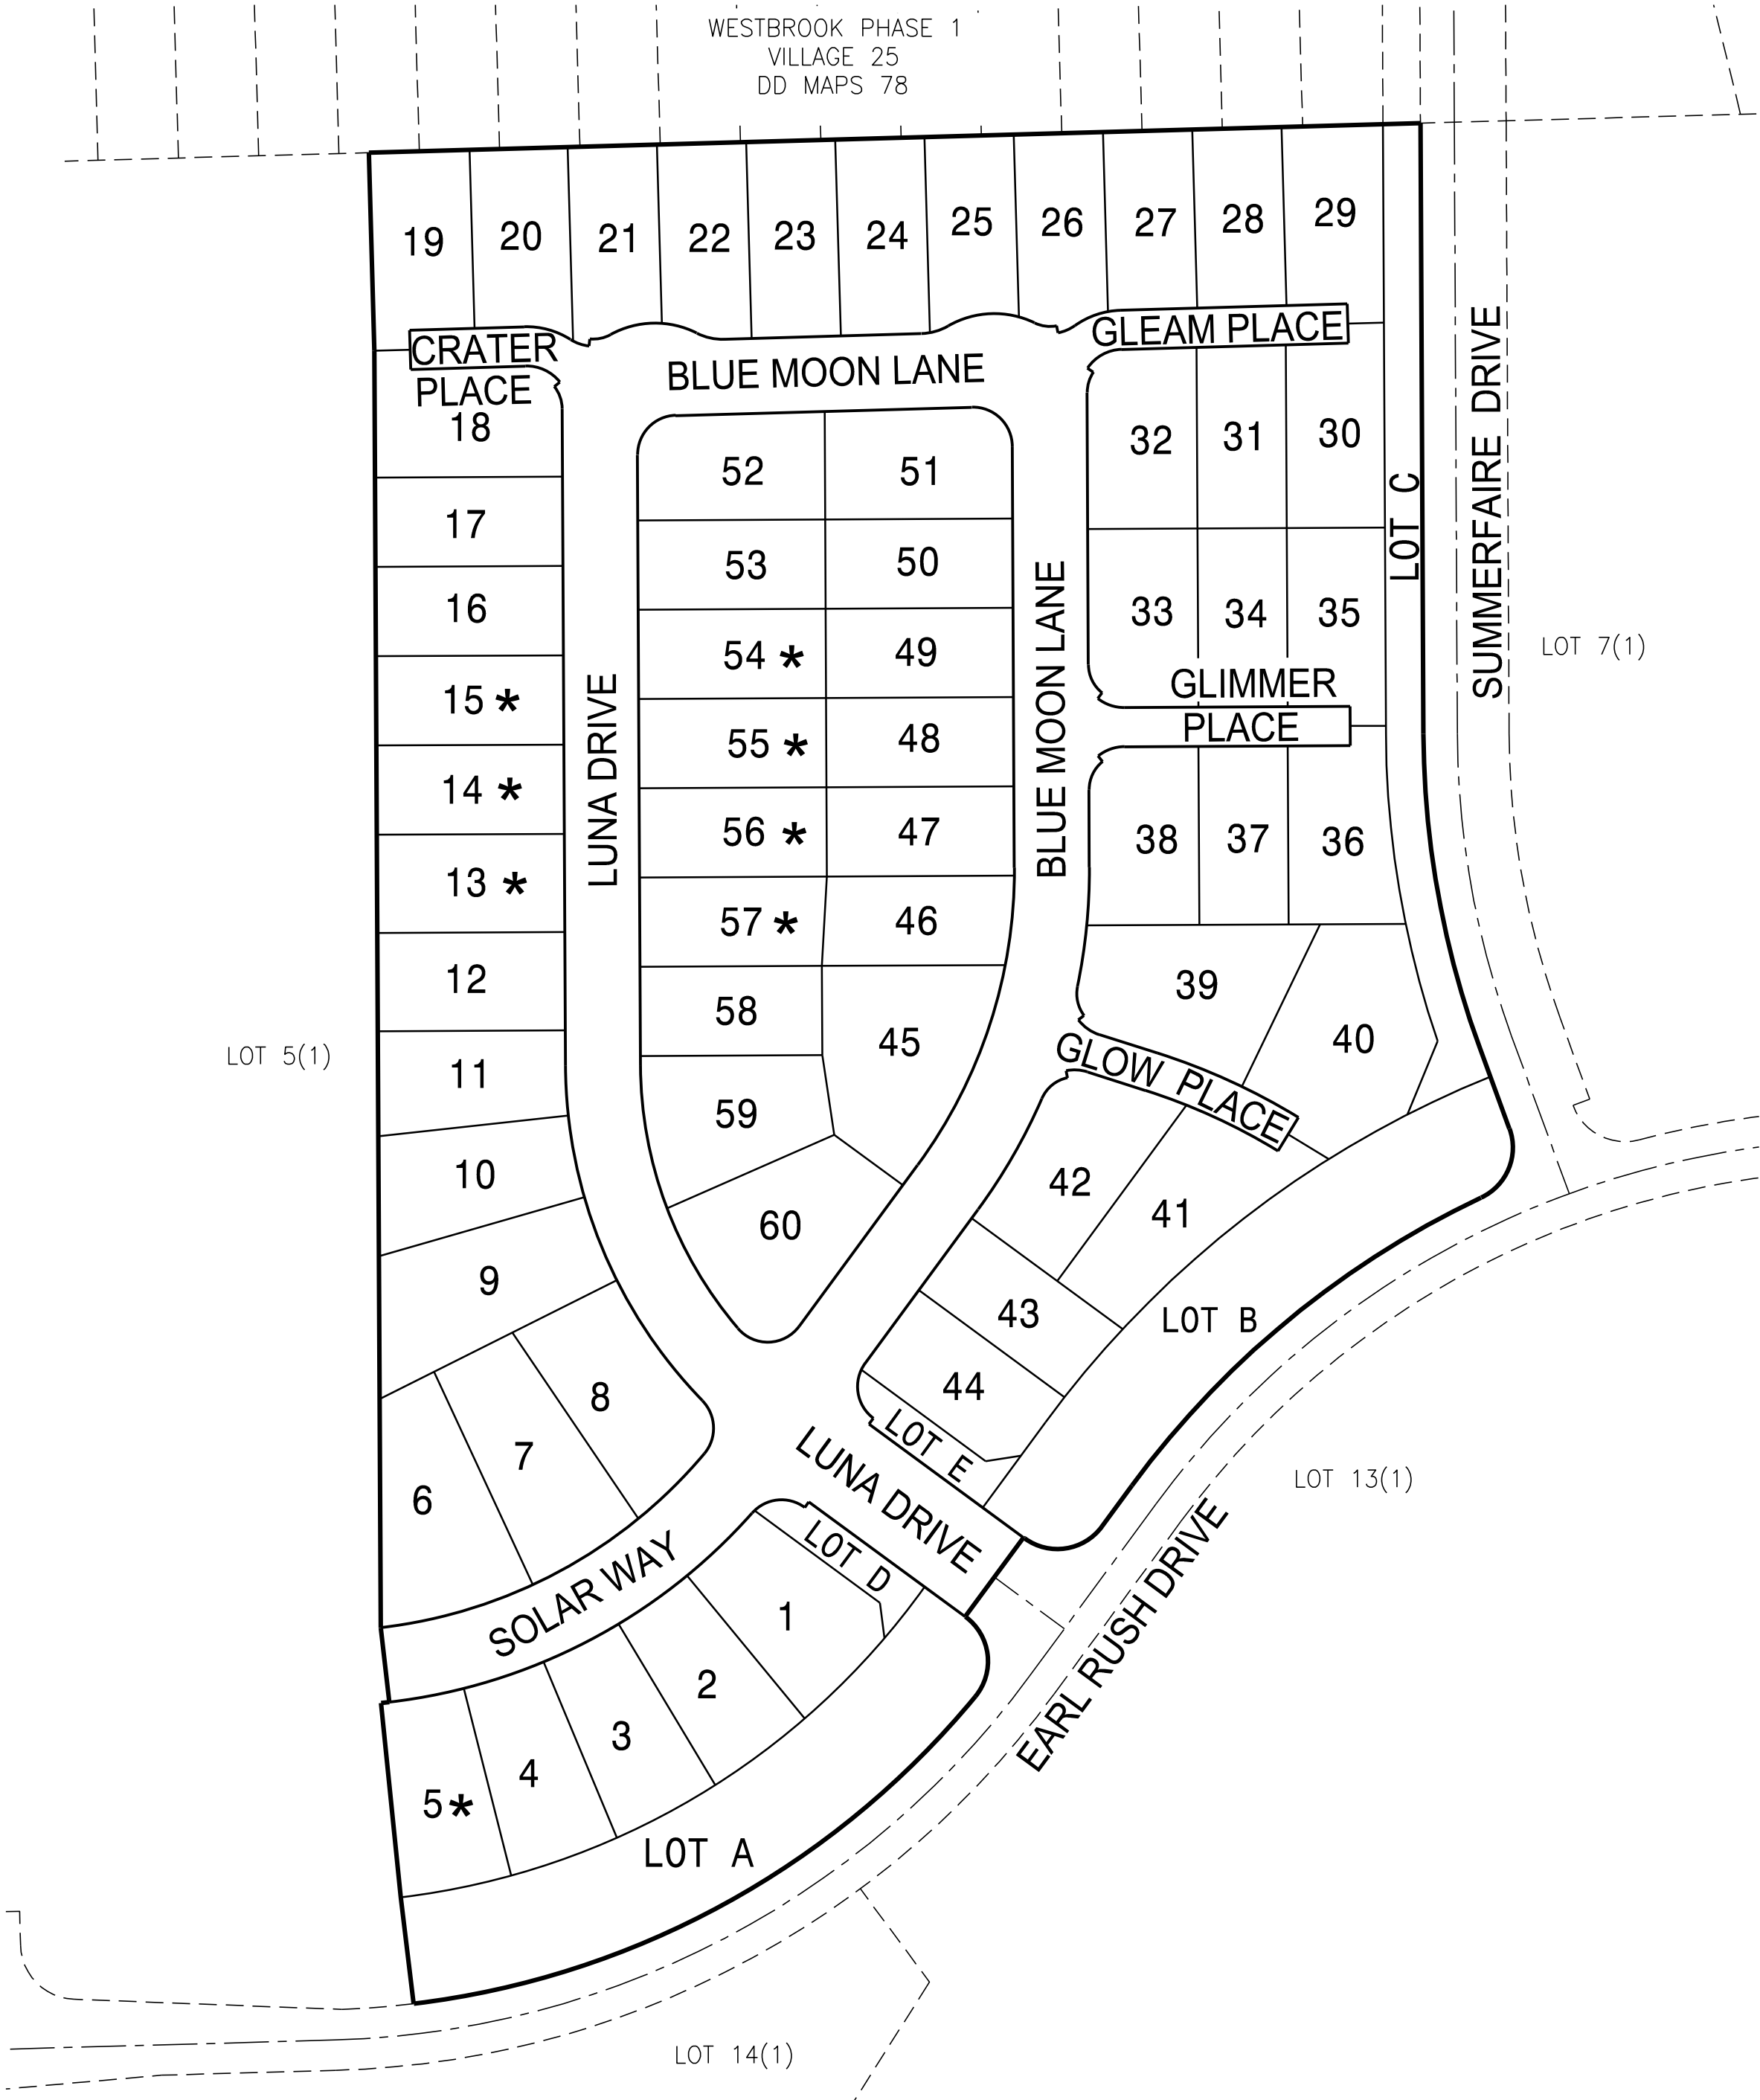 WESTBROOK PHASE 1
VILLAGE 25
DD MAPS 78
19
20
21
22
23
24
25
26
27
28
29
CRATER
PLACE
BLUE MOON LANE
GLEAM PLACE
18
17
16
15 *
14 *
13 *
12
11
10
9
8
7
6
LUNA DRIVE
52
51
53
50
54 *
49
55 *
48
56 *
47
57 *
46
58
45
59
60
BLUE MOON LANE
32
31
30
33
34
35
GLIMMER
PLACE
38
37
36
39
40
GLOW PLACE
42
41
43
44
LOT C
SUMMERFAIRE DRIVE
LOT 7(1)
LOT 5(1)
LOT B
LOT E
LUNA DRIVE
LOT D
SOLAR WAY
1
2
3
4
5 *
LOT A
EARL RUSH DRIVE
LOT 13(1)
LOT 14(1)